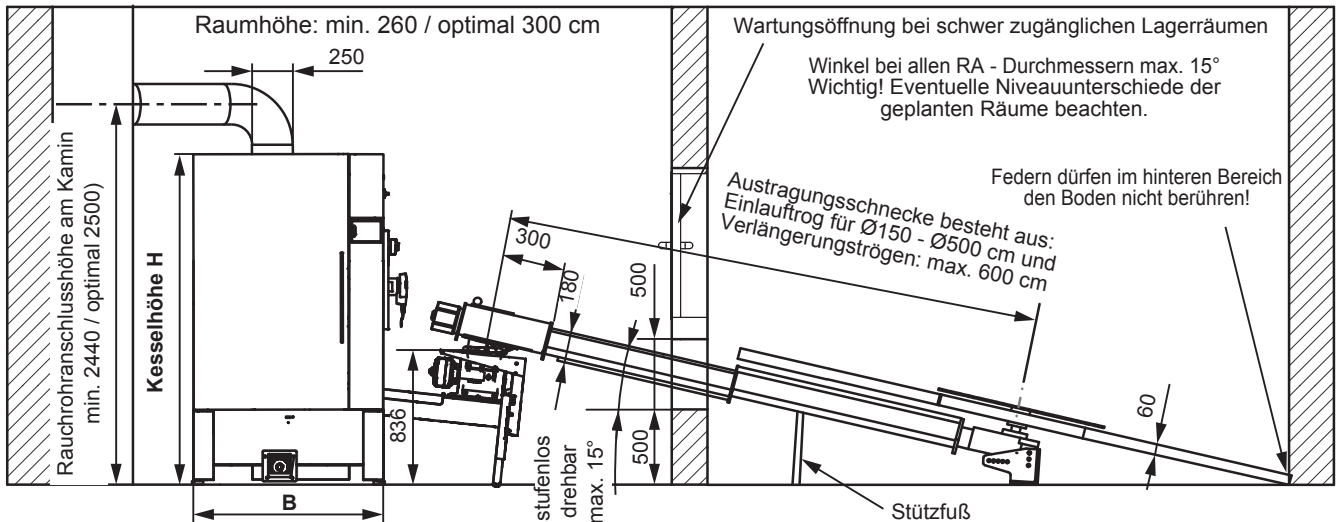 Raumhöhe: min. 260 / optimal 300 cm
250
Rauchrohranschlusshöhe am Kamin
min. 2440 / optimal 2500)
Kesselhöhe H
B
836
300
180
500
500
stufenlos
drehbar
max. 15°
Wartungsöffnung bei schwer zugänglichen Lagerräumen
Winkel bei allen RA - Durchmessern max. 15°
Wichtig! Eventuelle Niveauunterschiede der
geplanten Räume beachten.
Austragungsschnecke besteht aus:
Einlauftrog für Ø150 - Ø500 cm und
Verlängerungströgen: max. 600 cm
Federn dürfen im hinteren Bereich
den Boden nicht berühren!
60
Stützfuß